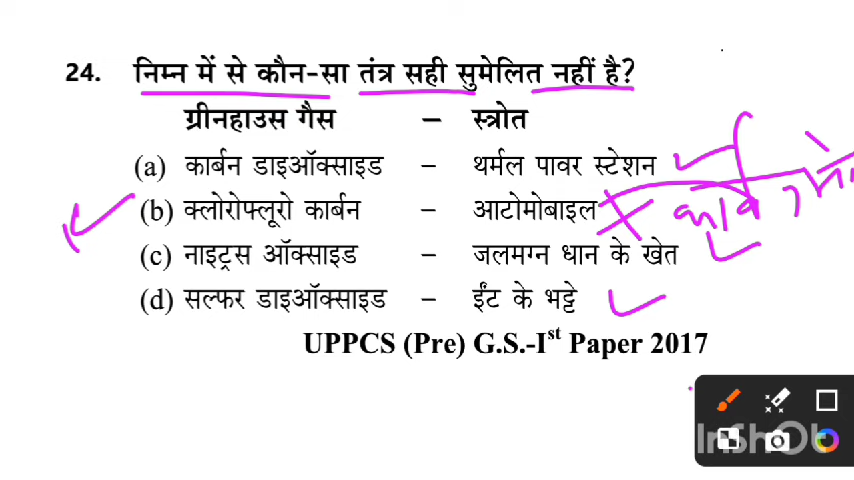 24. निम्न में से कौन-सा तंत्र सही सुमेलित नहीं है?
ग्रीनहाउस गैस – स्त्रोत
(a) कार्बन डाइऑक्साइड – थर्मल पावर स्टेशन
(b) क्लोरोफ्लूरो कार्बन – आटोमोबाइल
(c) नाइट्रस ऑक्साइड – जलमग्न धान के खेत
(d) सल्फर डाइऑक्साइड – ईंट के भट्टे
UPPCS (Pre) G.S.-Ist Paper 2017
InShOt